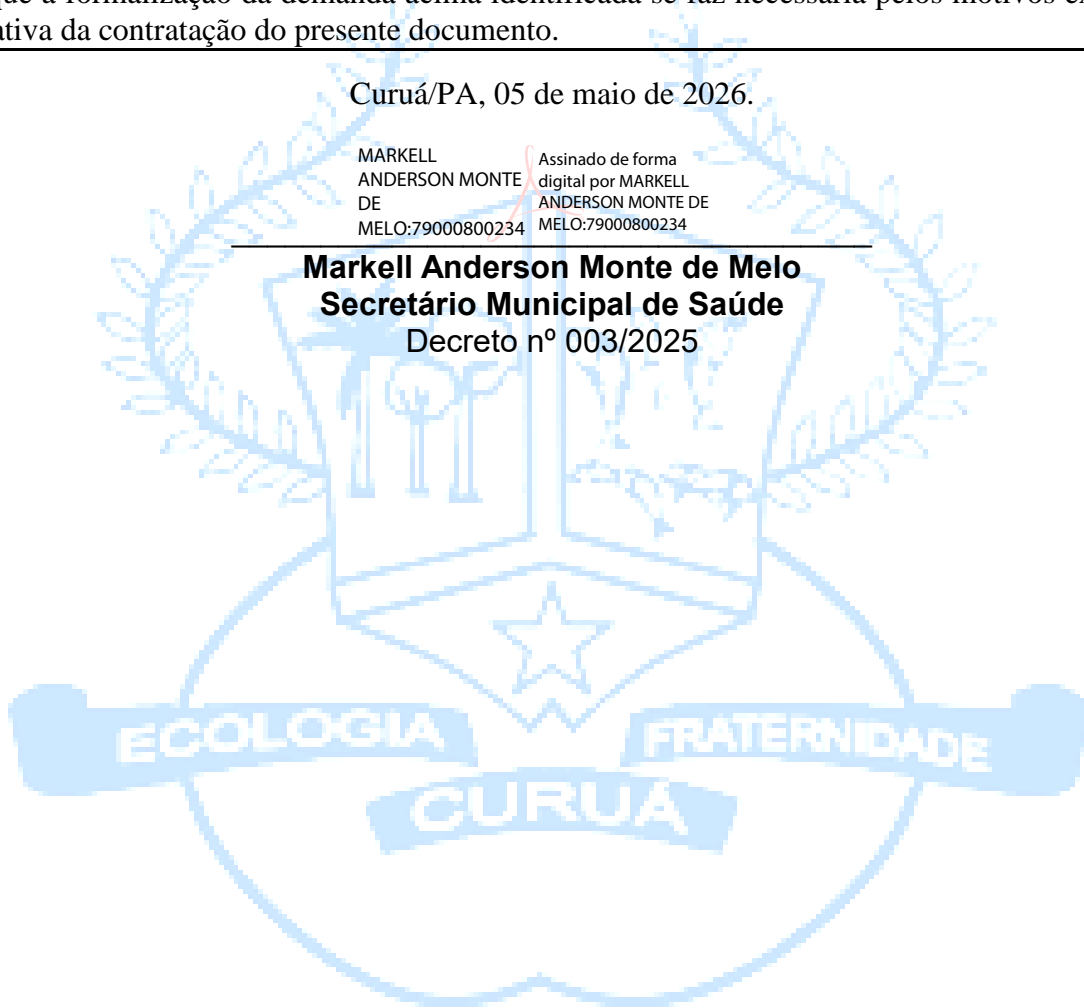 que a formalização da demanda acima identificada se faz necessária pelos motivos
ativa da contratação do presente documento.
Curuá/PA, 05 de maio de 2026.
MARKELL
ANDERSON MONTE
DE
MELO:79000800234
Assinado de forma
digital por MARKELL
ANDERSON MONTE DE
MELO:79000800234
Markell Anderson Monte de Melo
Secretário Municipal de Saúde
Decreto nº 003/2025
ECOLOGIA
FRATERNIDADE
CURUÁ